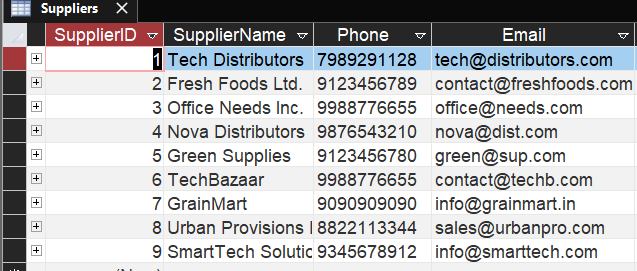 Suppliers
SupplierID SupplierName Phone Email
1 Tech Distributors 7989291128 tech@distributors.com
2 Fresh Foods Ltd. 9123456789 contact@freshfoods.com
3 Office Needs Inc. 9988776655 office@needs.com
4 Nova Distributors 9876543210 nova@dist.com
5 Green Supplies 9123456780 green@sup.com
6 TechBazaar 9988776655 contact@techb.com
7 GrainMart 9090909090 info@grainmart.in
8 Urban Provisions 8822113344 sales@urbanpro.com
9 SmartTech Solutic 9345678912 info@smarttech.com